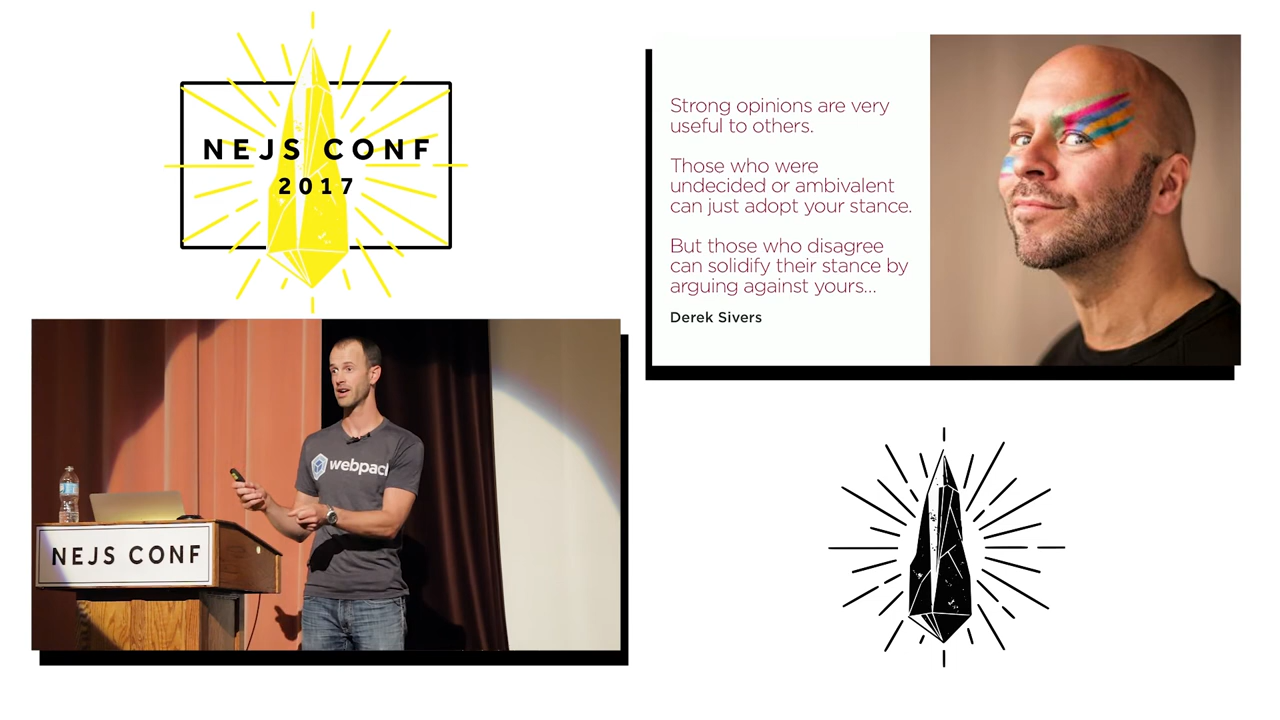 NEJS CONF
2017
Strong opinions are very
useful to others.
Those who were
undecided or ambivalent
can just adopt your stance.
But those who disagree
can solidify their stance by
arguing against yours...
Derek Sivers
webpack
NEJS CONF